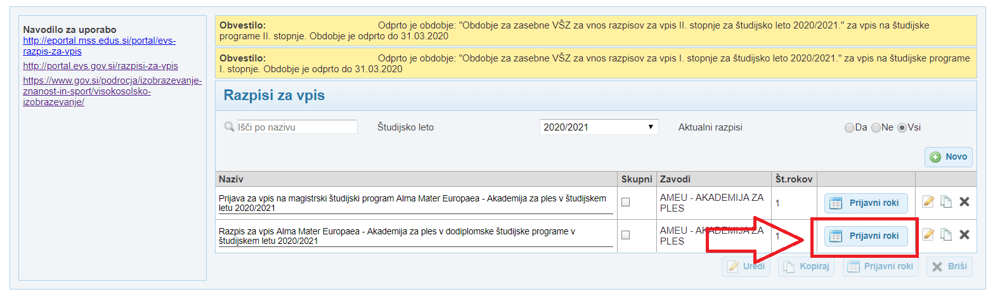 Navodilo za uporabo
http://eportal.mss.edus.si/portal/evs-
razpis-za-vpis
http://portal.evs.gov.si/razpisi-za-vpis
https://www.gov.si/podrocja/izobrazevanje-
znanost-in-sport/visokosolsko-
izobrazevanje/
Obvestilo: Odprto je obdobje: "Obdobje za zasebne VŠZ za vnos razpisov za vpis II. stopnje za študijsko leto 2020/2021." za vpis na študijske
programe II. stopnje. Obdobje je odprto do 31.03.2020
Obvestilo: Odprto je obdobje: "Obdobje za zasebne VŠZ za vnos razpisov za vpis I. stopnje za študijsko leto 2020/2021." za vpis na študijske programe
I. stopnje. Obdobje je odprto do 31.03.2020
Razpisi za vpis
Išči po nazivu Študijsko leto 2020/2021 Aktualni razpisi Da Ne Vsi
Novo
Naziv Skupni Zavodi Št.rokov
Prijava za vpis na magistrski študijski program Alma Mater Europaea - Akademija za ples v študijskem
letu 2020/2021
AMEU - AKADEMIJA ZA
PLES
1
Prijavni roki
Razpis za vpis Alma Mater Europaea - Akademija za ples v dodiplomske študijske programe v
študijskem letu 2020/2021
AMEU - AKADEMIJA ZA
PLES
1
Prijavni roki
Uredi Kopiraj Prijavni roki Briši